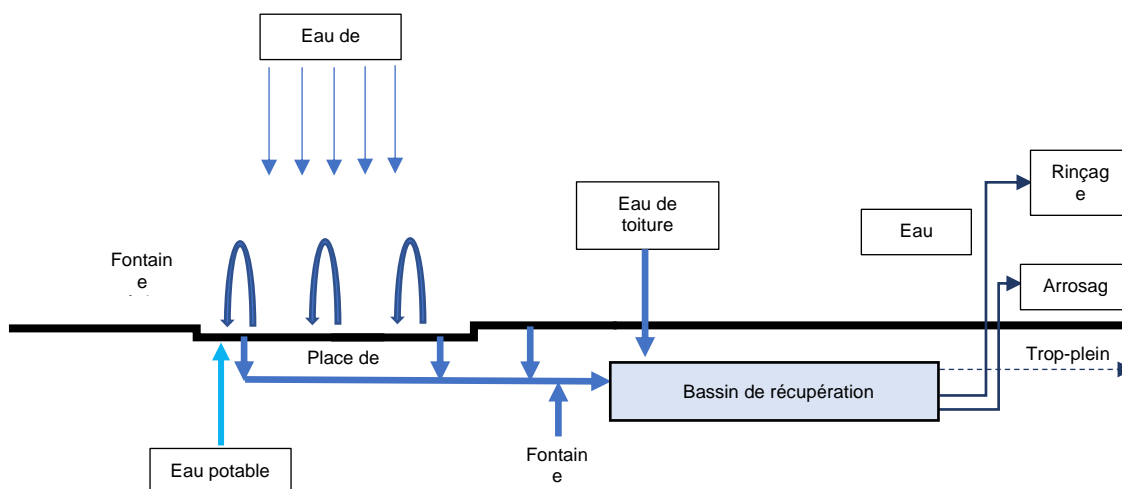 Eau de
Rinçag
e
Eau de
toiture
Eau
Fontain
e
Arrosag
Place de
Trop-plein
Bassin de récupération
Fontain
e
Eau potable